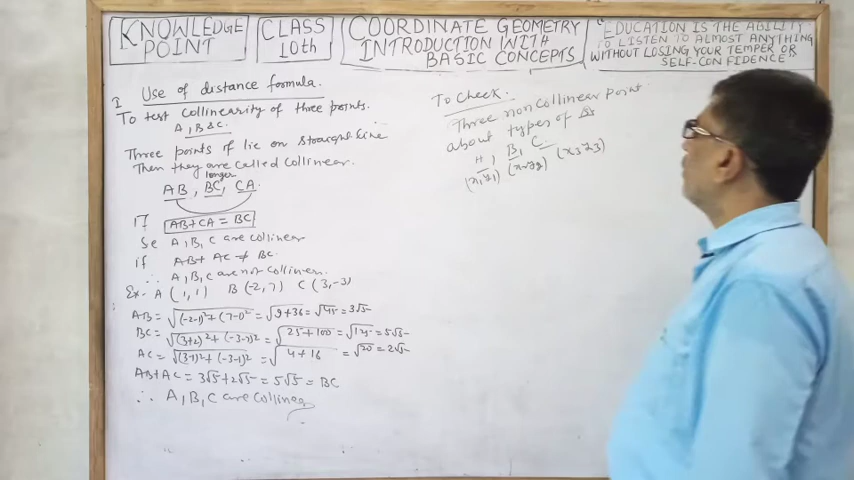 KNOWLEDGE
POINT
CLASS
10th
COORDINATE GEOMETRY
INTRODUCTION WITH
BASIC CONCEPTS
"EDUCATION IS THE ABILITY
TO LISTEN TO ALMOST ANYTHING
WITHOUT LOSING YOUR TEMPER OR
SELF-CONFIDENCE
I Use of distance formula.
To test collinearity of three points.
A, B & C.
Three points of lie on straight line
Then they are called collinear.
longer
AB, BC, CA.
If AB+CA = BC
So A, B, C are collinear
if AB + AC ≠ BC.
∴ A, B, C are not collinear.
Ex- A (1, 1) B (-2, 7) C (3, -3)
AB = √(-2-1)²+(7-1)² = √9+36 = √45 = 3√5
BC = √(3+2)²+(-3-7)² = √25+100 = √125 = 5√5
AC = √(3-1)²+(-3-1)² = √4+16 = √20 = 2√5
AB+AC = 3√5+2√5 = 5√5 = BC
∴ A, B, C are collinear
To Check.
Three non collinear point.
about types of Δs
A, B, C
(x1, y1) (x2, y2) (x3, y3)